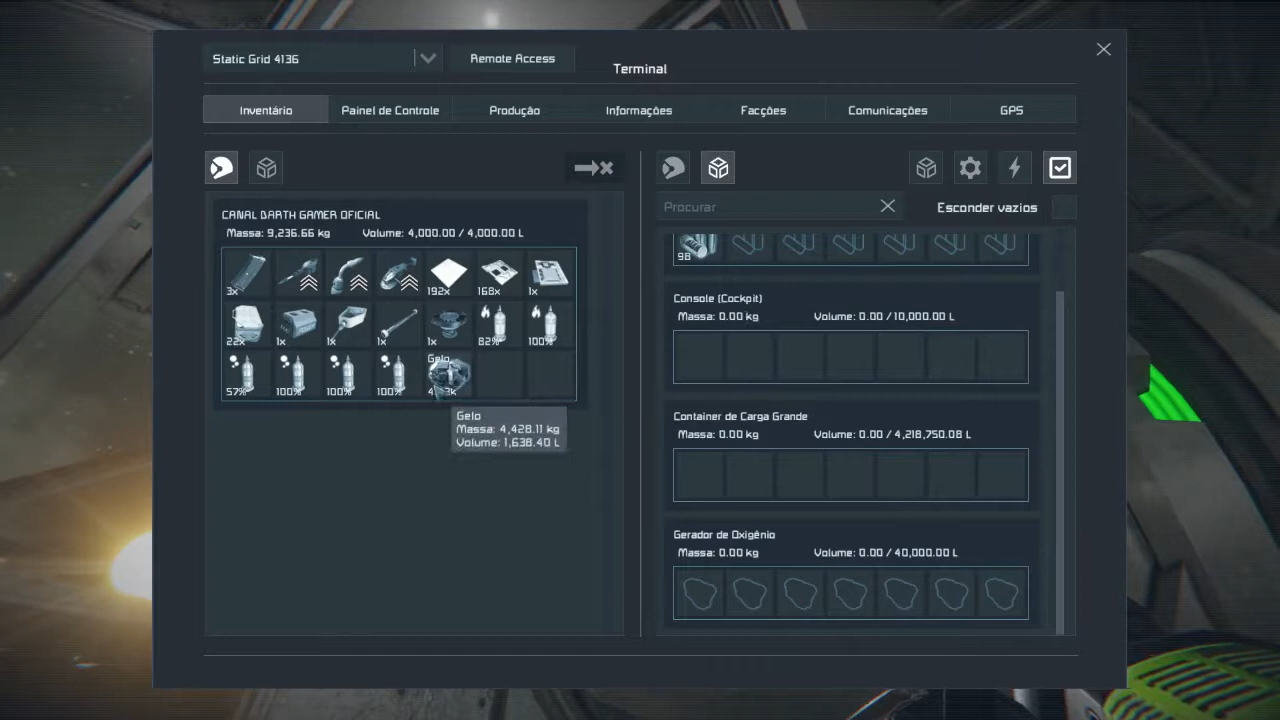 Static Grid 4136
Remote Access
Terminal
Inventário
Painel de Controle
Produção
Informações
Facções
Comunicações
GPS
CANAL DARTH GAMER OFICIAL
Massa: 9,236.66 kg Volume: 4,000.00 / 4,000.00 L
3x 192x 168x 1x
22x 1x 1x 1x 1x 82% 100%
Gelo
57% 100% 100% 100%
Gelo
Massa: 4,428.11 kg
Volume: 1,638.40 L
Procurar
Esconder vazios
98
Console (Cockpit)
Massa: 0.00 kg Volume: 0.00 / 10,000.00 L
Container de Carga Grande
Massa: 0.00 kg Volume: 0.00 / 4,218,750.08 L
Gerador de Oxigênio
Massa: 0.00 kg Volume: 0.00 / 40,000.00 L